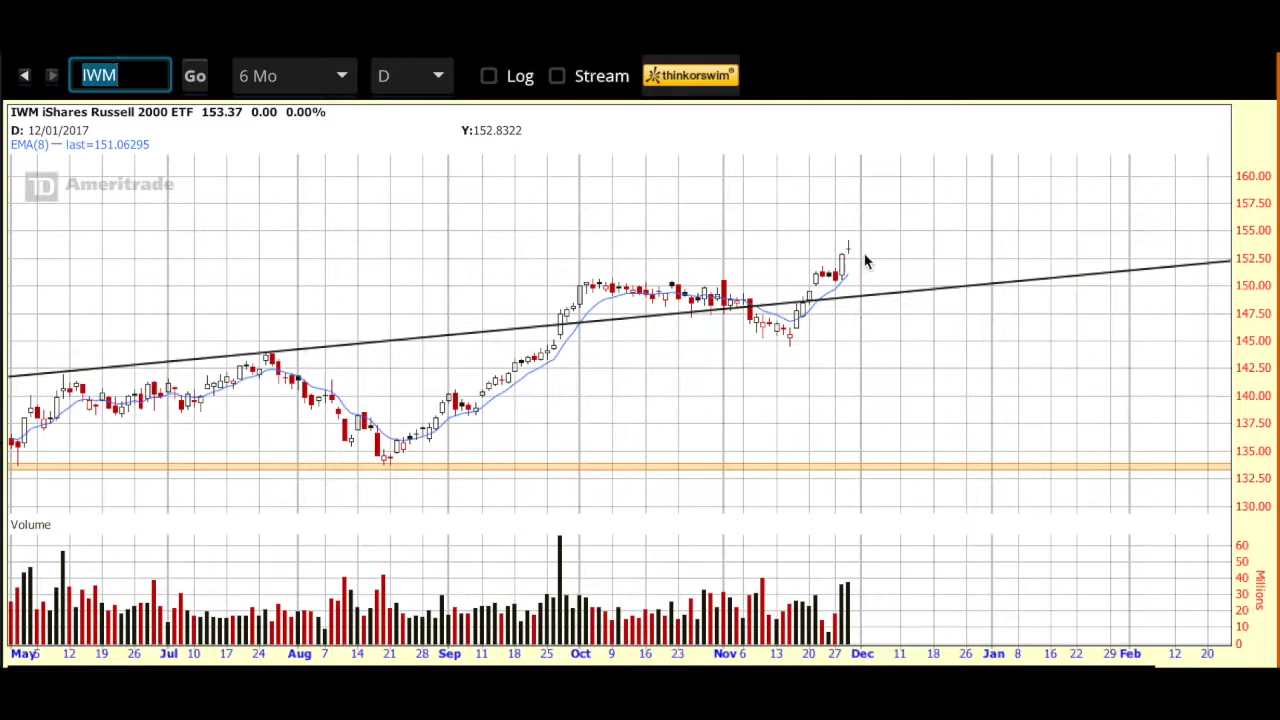 IWM Go 6 Mo D Log Stream thinkorswim®
IWM iShares Russell 2000 ETF 153.37 0.00 0.00%
D: 12/01/2017 Y:152.8322
EMA(8) — last=151.06295
TD Ameritrade
160.00
157.50
155.00
152.50
150.00
147.50
145.00
142.50
140.00
137.50
135.00
132.50
130.00
Volume
60
50
40
30
20
10
0
Millions
May 12 19 26 Jul 10 17 24 Aug 7 14 21 28 Sep 11 18 25 Oct 9 16 23 Nov 6 13 20 27 Dec 11 18 26 Jan 8 16 22 29 Feb 12 20